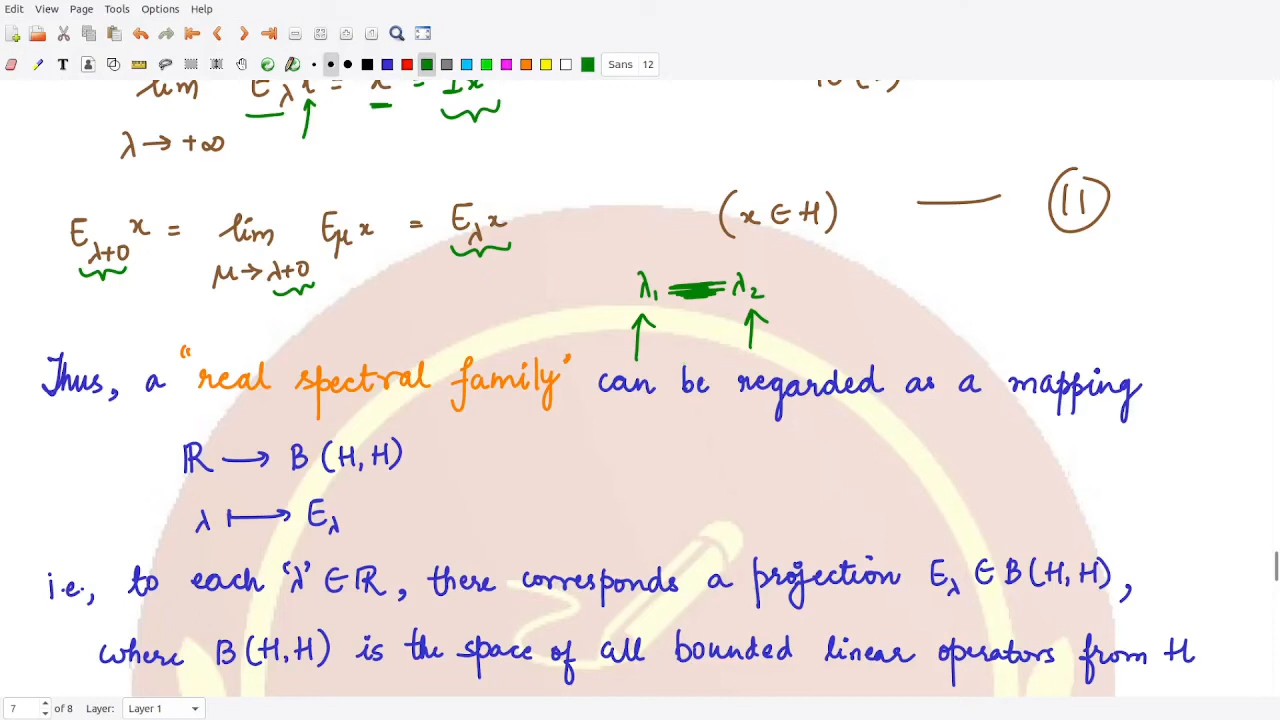 Edit View Page Tools Options Help
Sans 12
lim E_λ x = x = Ix
λ → +∞
E_{λ+0} x = lim E_μ x = E_λ x (x ∈ H) —— ⑪
μ → λ+0
λ₁ λ₂
Thus, a "real spectral family" can be regarded as a mapping
ℝ ⟶ B(H, H)
λ ⟼ E_λ
i.e., to each 'λ' ∈ ℝ, there corresponds a projection E_λ ∈ B(H, H),
where B(H, H) is the space of all bounded linear operators from H
7 of 8 Layer: Layer 1